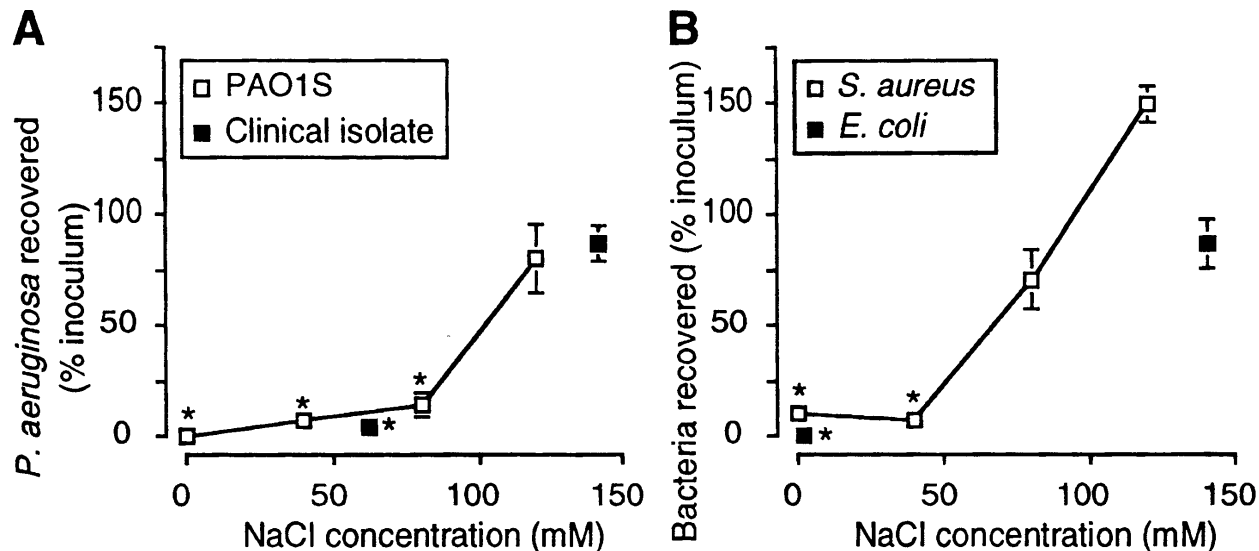 A
P. aeruginosa recovered
(% inoculum)
150
100
50
0
PAO1S
Clinical isolate
*
*
*
*
0
50
100
150
NaCl concentration (mM)
B
Bacteria recovered (% inoculum)
150
100
50
0
S. aureus
E. coli
*
*
*
0
50
100
150
NaCl concentration (mM)